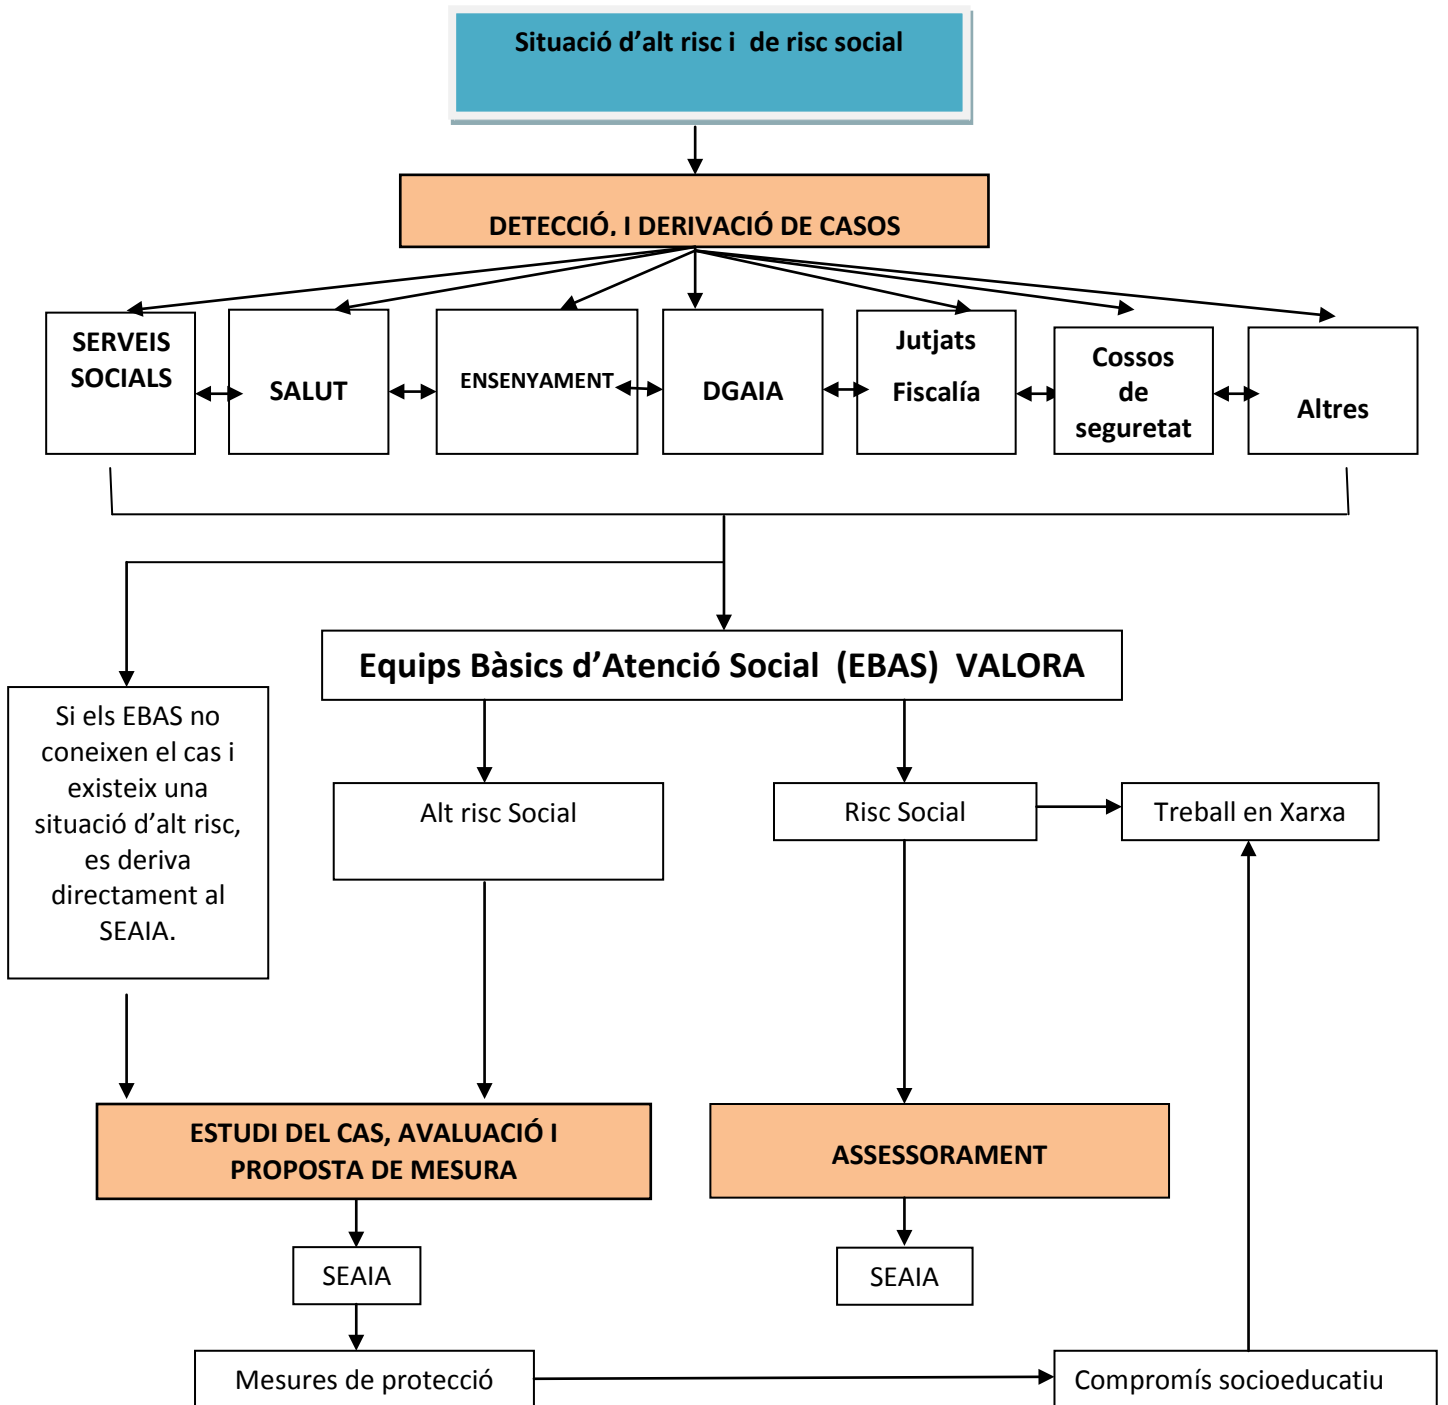 Situació d’alt risc i de risc social
DETECCIÓ, I DERIVACIÓ DE CASOS
SERVEIS
SOCIALS
SALUT
ENSENYAMENT
DGAIA
Jutjats
Fiscalía
Cossos
de
seguretat
Altres
Equips Bàsics d’Atenció Social (EBAS) VALORA
Si els EBAS no
coneixen el cas i
existeix una
situació d’alt risc,
es deriva
directament al
SEAIA.
Alt risc Social
Risc Social
Treball en Xarxa
ESTUDI DEL CAS, AVALUACIÓ I
PROPOSTA DE MESURA
ASSESSORAMENT
SEAIA
SEAIA
Mesures de protecció
Compromís socioeducatiu